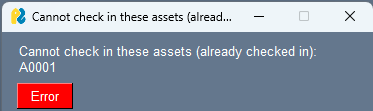 Cannot check in these assets (alread...
Cannot check in these assets (already checked in):
A0001
Error